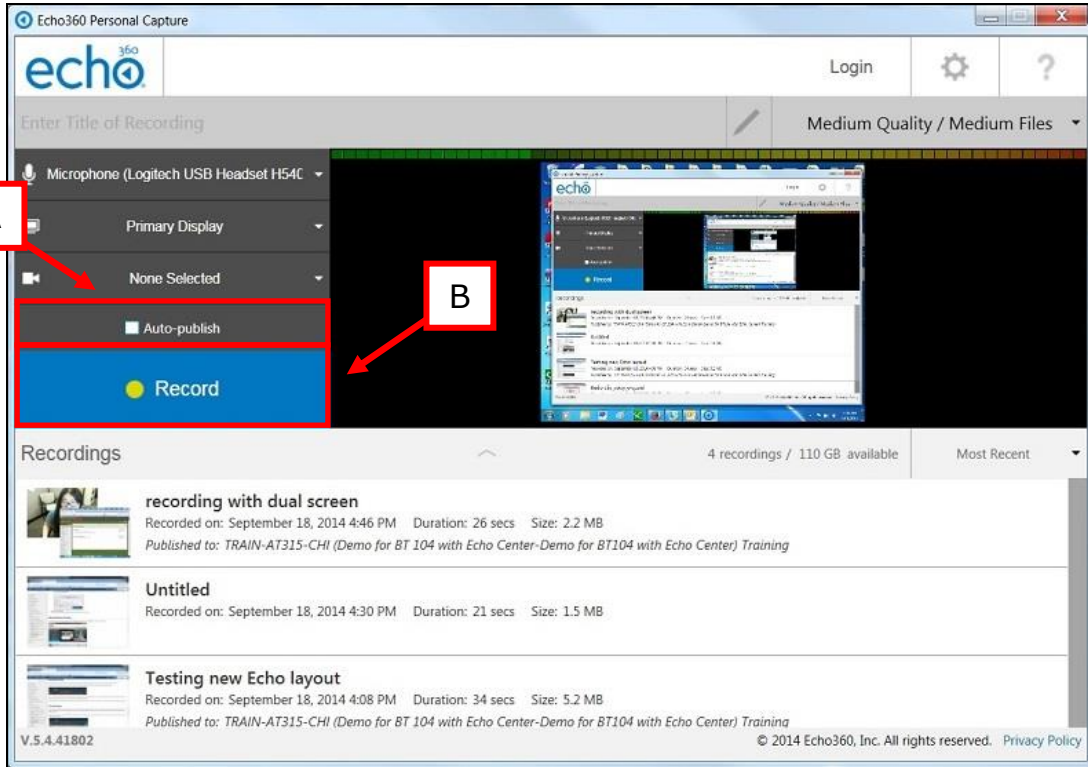 Echo360 Personal Capture
echo360
Login
?
Enter Title of Recording
Medium Quality / Medium Files
Microphone (Logitech USB Headset H54C
Primary Display
None Selected
B
Auto-publish
Record
Recordings
4 recordings / 110 GB available
Most Recent
recording with dual screen
Recorded on: September 18, 2014 4:46 PM Duration: 26 secs Size: 2.2 MB
Published to: TRAIN-AT315-CHI (Demo for BT 104 with Echo Center-Demo for BT104 with Echo Center) Training
Untitled
Recorded on: September 18, 2014 4:30 PM Duration: 21 secs Size: 1.5 MB
Testing new Echo layout
Recorded on: September 18, 2014 4:08 PM Duration: 34 secs Size: 5.2 MB
Published to: TRAIN-AT315-CHI (Demo for BT 104 with Echo Center-Demo for BT104 with Echo Center) Training
V.5.4.41802
© 2014 Echo360, Inc. All rights reserved. Privacy Policy